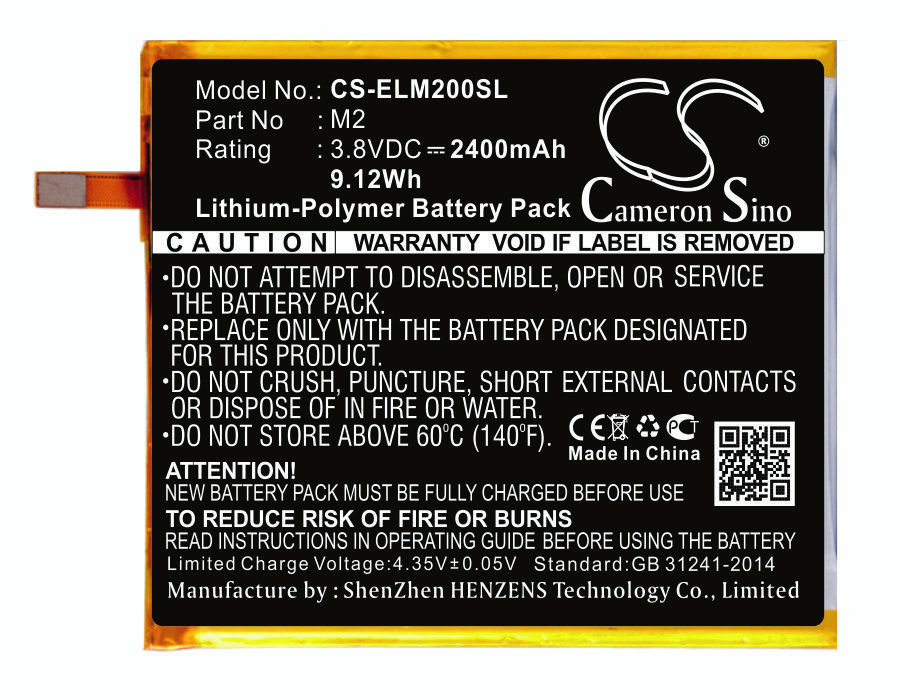 Model No.: CS-ELM200SL
Part No : M2
Rating : 3.8VDC⎓2400mAh
9.12Wh
Lithium-Polymer Battery Pack
CS
®
Cameron Sino
CAUTION WARRANTY VOID IF LABEL IS REMOVED
•DO NOT ATTEMPT TO DISASSEMBLE, OPEN OR SERVICE
THE BATTERY PACK.
•REPLACE ONLY WITH THE BATTERY PACK DESIGNATED
FOR THIS PRODUCT.
•DO NOT CRUSH, PUNCTURE, SHORT EXTERNAL CONTACTS
OR DISPOSE OF IN FIRE OR WATER.
•DO NOT STORE ABOVE 60°C (140°F).
CE PCT
Made In China
ATTENTION!
NEW BATTERY PACK MUST BE FULLY CHARGED BEFORE USE
TO REDUCE RISK OF FIRE OR BURNS
READ INSTRUCTIONS IN OPERATING GUIDE BEFORE USING THE BATTERY
Limited Charge Voltage:4.35V±0.05V Standard:GB 31241-2014
Manufacture by : ShenZhen HENZENS Technology Co., Limited